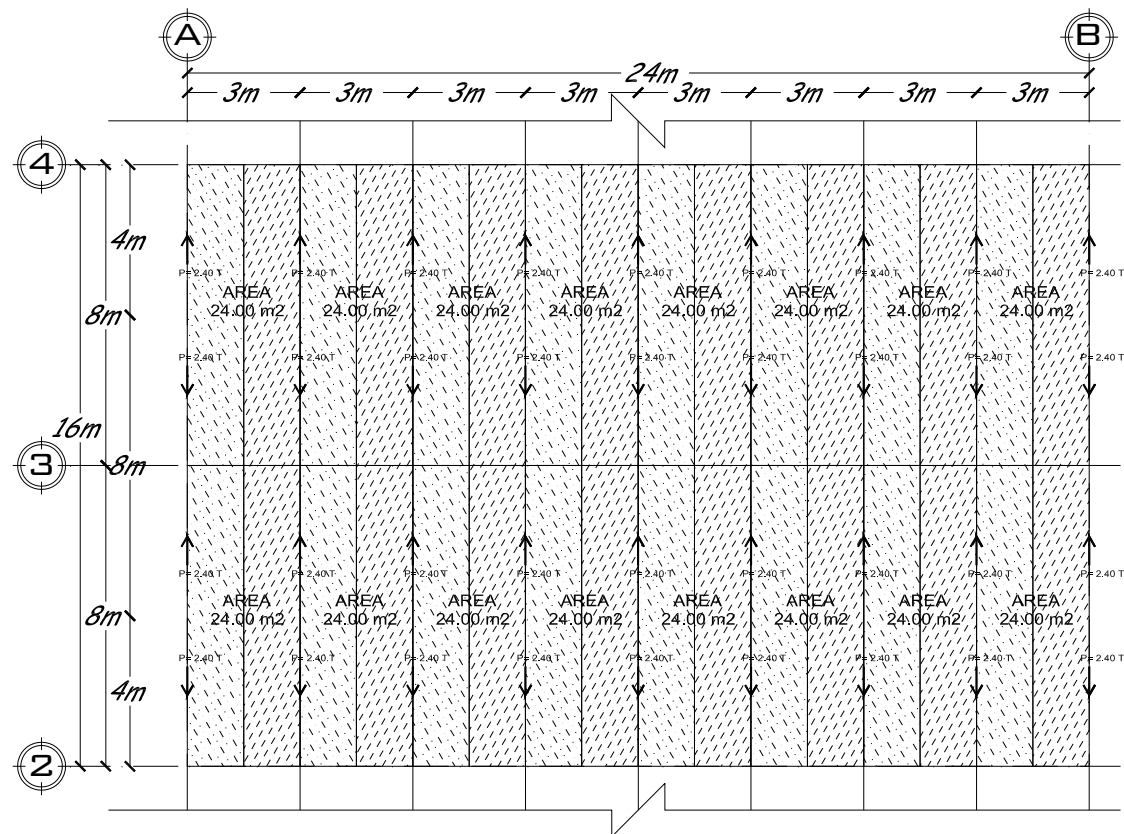 A B
24m
3m 3m 3m 3m 3m 3m 3m 3m
4
4m
P= 2.40 T P= 2.40 T P= 2.40 T P= 2.40 T P= 2.40 T P= 2.40 T P= 2.40 T P= 2.40 T P= 2.40 T
AREA AREA AREA AREA AREA AREA AREA AREA
24.00 m2 24.00 m2 24.00 m2 24.00 m2 24.00 m2 24.00 m2 24.00 m2 24.00 m2
8m
P= 2.40 T P= 2.40 T P= 2.40 T P= 2.40 T P= 2.40 T P= 2.40 T P= 2.40 T P= 2.40 T P= 2.40 T
16m
3 8m
P= 2.40 T P= 2.40 T P= 2.40 T P= 2.40 T P= 2.40 T P= 2.40 T P= 2.40 T P= 2.40 T P= 2.40 T
AREA AREA AREA AREA AREA AREA AREA AREA
8m 24.00 m2 24.00 m2 24.00 m2 24.00 m2 24.00 m2 24.00 m2 24.00 m2 24.00 m2
P= 2.40 T P= 2.40 T P= 2.40 T P= 2.40 T P= 2.40 T P= 2.40 T P= 2.40 T P= 2.40 T P= 2.40 T
4m
2